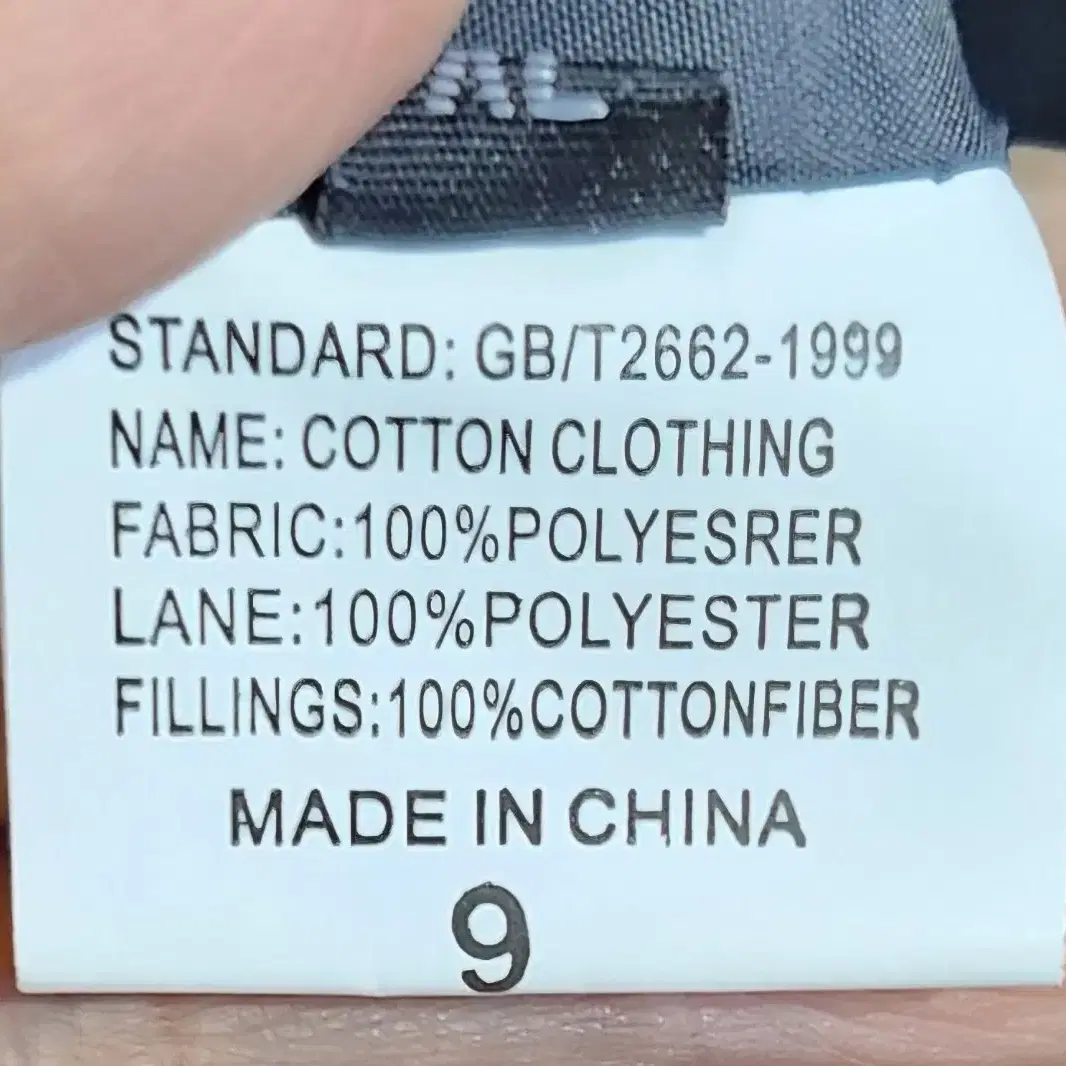 STANDARD: GB/T2662-1999
NAME: COTTON CLOTHING
FABRIC:100%POLYESRER
LANE:100%POLYESTER
FILLINGS:100%COTTONFIBER
MADE IN CHINA
9